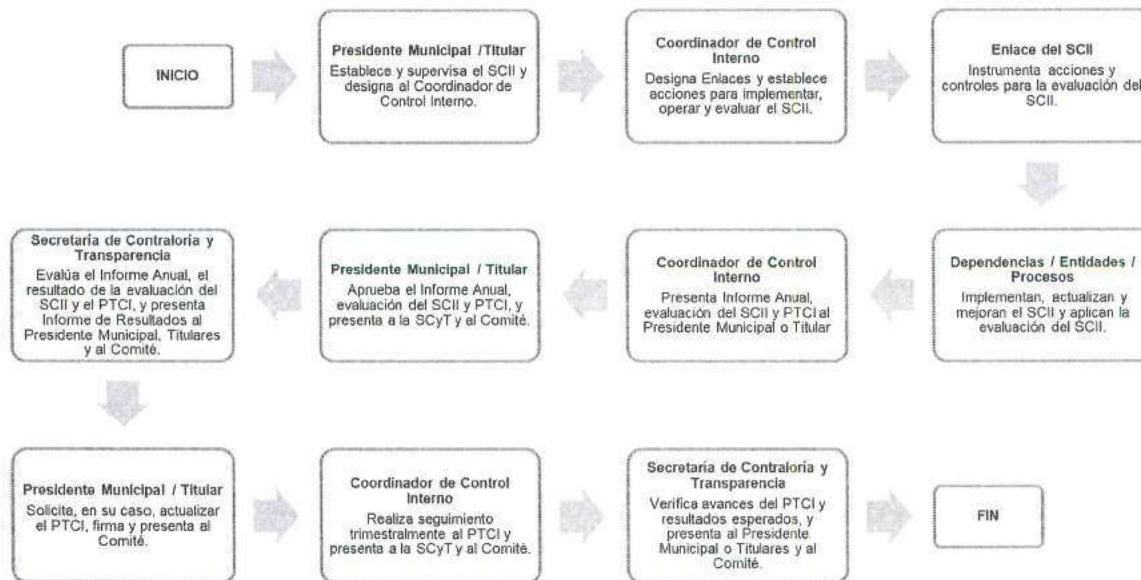 INICIO
Presidente Municipal /Titular
Establece y supervisa el SCII y
designa al Coordinador de
Control Interno.
Coordinador de Control
Interno
Designa Enlaces y establece
acciones para implementar,
operar y evaluar el SCII.
Enlace del SCII
Instrumenta acciones y
controles para la evaluación del
SCII.
Dependencias / Entidades /
Procesos
Implementan, actualizan y
mejoran el SCII y aplican la
evaluación del SCII.
Coordinador de Control
Interno
Presenta Informe Anual,
evaluación del SCII y PTCI al
Presidente Municipal o Titular
Presidente Municipal / Titular
Aprueba el Informe Anual,
evaluación del SCII y PTCI, y
presenta a la SCyT y al Comité.
Secretaría de Contraloría y
Transparencia
Evalúa el Informe Anual, el
resultado de la evaluación del
SCII y el PTCI, y presenta
Informe de Resultados al
Presidente Municipal, Titulares
y al Comité.
Presidente Municipal / Titular
Solicita, en su caso, actualizar
el PTCI, firma y presenta al
Comité.
Coordinador de Control
Interno
Realiza seguimiento
trimestralmente al PTCI y
presenta a la SCyT y al Comité.
Secretaría de Contraloría y
Transparencia
Verifica avances del PTCI y
resultados esperados, y
presenta al Presidente
Municipal o Titulares y al
Comité.
FIN